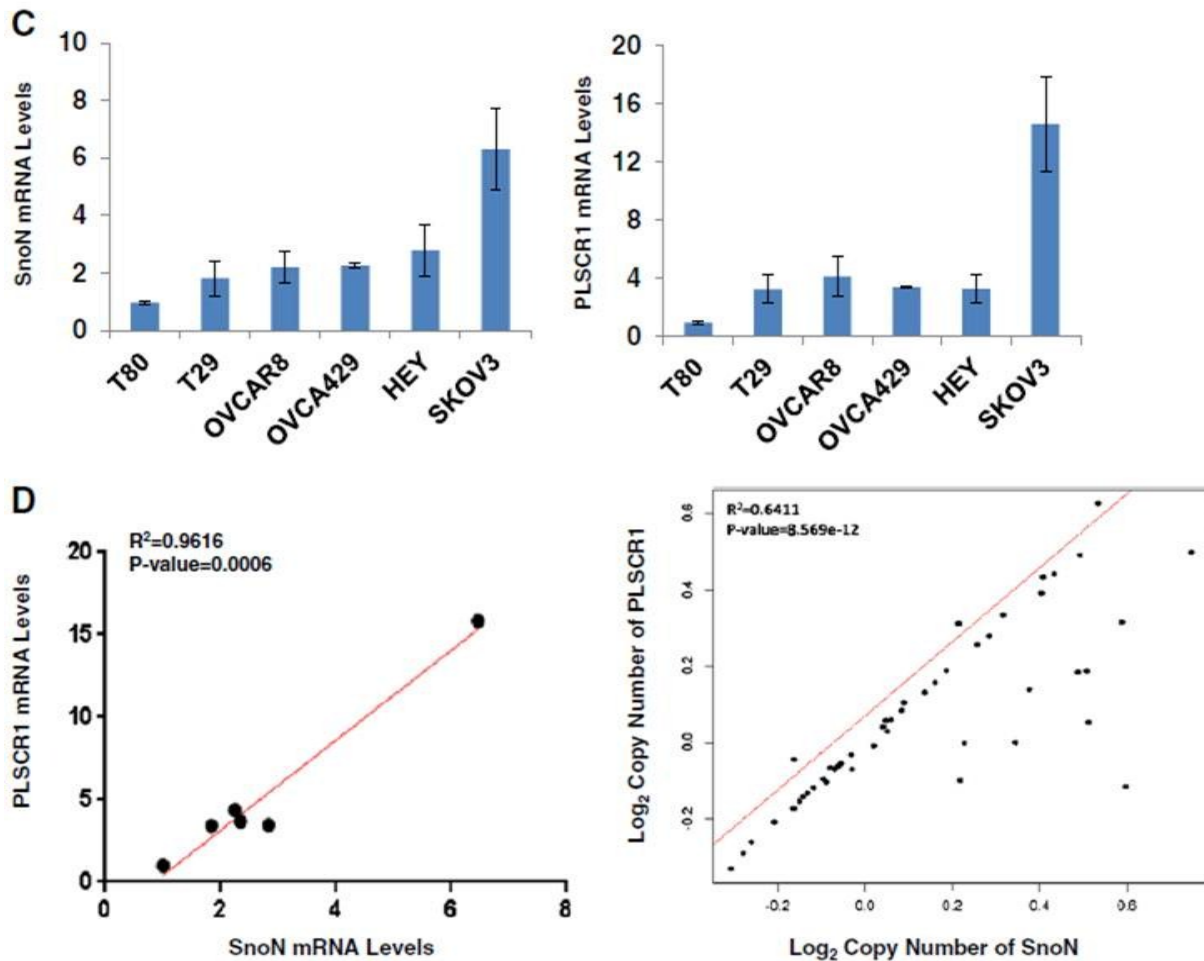 C
SnoN mRNA Levels
10
8
6
4
2
0
T80
T29
OVCAR8
OVCA429
HEY
SKOV3
PLSCR1 mRNA Levels
20
16
12
8
4
0
T80
T29
OVCAR8
OVCA429
HEY
SKOV3
D
R²=0.9616
P-value=0.0006
PLSCR1 mRNA Levels
20
15
10
5
0
0 2 4 6 8
SnoN mRNA Levels
R²=0.6411
P-value=8.569e-12
Log₂ Copy Number of PLSCR1
0.6
0.4
0.2
0.0
-0.2
-0.2 0.0 0.2 0.4 0.6
Log₂ Copy Number of SnoN